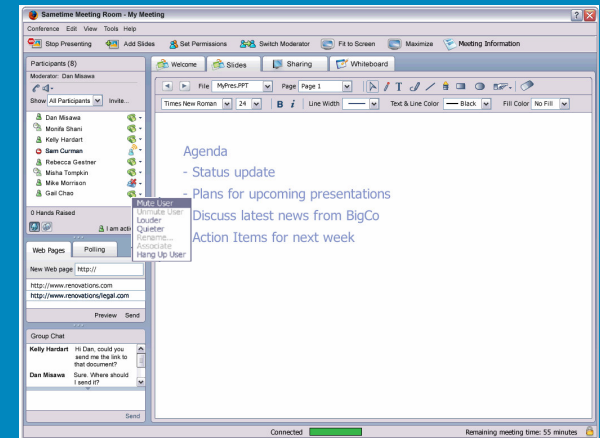 Sametime Meeting Room - My Meeting
Conference Edit View Tools Help
Stop Presenting Add Slides Set Permissions Switch Moderator Fit to Screen Maximize Meeting Information
Participants (8)
Moderator: Dan Misawa
Show All Participants Invite...
Dan Misawa
Monifa Shani
Kelly Hardart
Sam Curman
Rebecca Gestner
Misha Tompkin
Mike Morrison
Gail Chao
0 Hands Raised
I am acti
Mute User
Unmute User
Louder
Quieter
Rename...
Associate
Hang Up User
Web Pages Polling
New Web page http://
http://www.renovations.com
http://www.renovations/legal.com
Preview Send
Group Chat
Kelly Hardart Hi Dan, could you
send me the link to
that document?
Dan Misawa Sure. Where should
I send it?
Send
Welcome Slides Sharing Whiteboard
File MyPres.PPT Page Page 1 T
Times New Roman 24 B i Line Width Text & Line Color Black Fill Color No Fill
Agenda
- Status update
- Plans for upcoming presentations
Discuss latest news from BigCo
Action Items for next week
Connected Remaining meeting time: 55 minutes